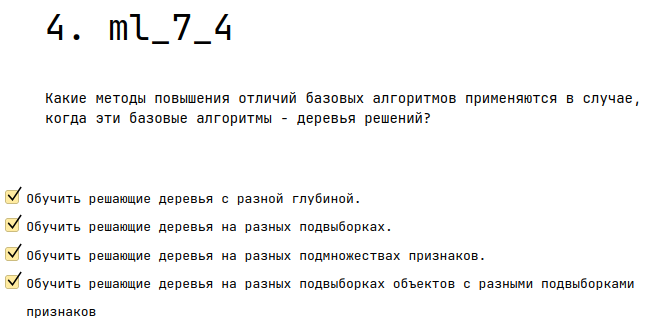 4. ml_7_4
Какие методы повышения отличий базовых алгоритмов применяются в случае,
когда эти базовые алгоритмы - деревья решений?
Обучить решающие деревья с разной глубиной.
Обучить решающие деревья на разных подвыборках.
Обучить решающие деревья на разных подмножествах признаков.
Обучить решающие деревья на разных подвыборках объектов с разными подвыборками
признаков